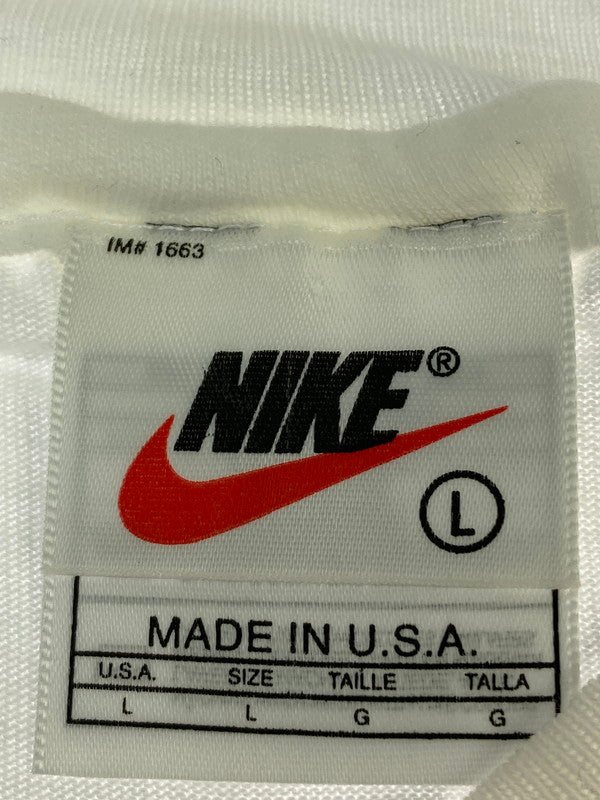 IM# 1663
NIKE®
L
MADE IN U.S.A.
U.S.A. SIZE TAILLE TALLA
L L G G